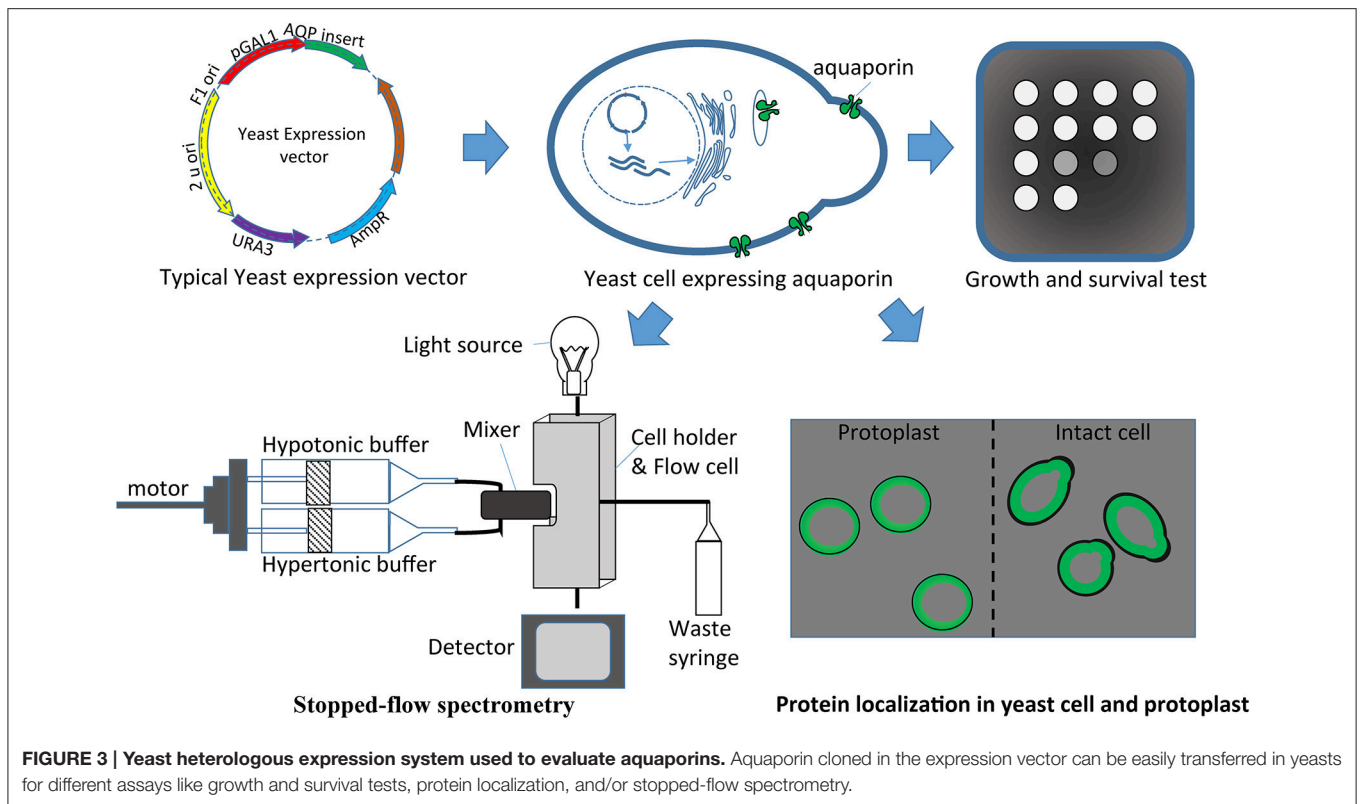 F1 ori
pGAL1
AQP insert
2 u ori
Yeast Expression
vector
URA3
AmpR
Typical Yeast expression vector
aquaporin
Yeast cell expressing aquaporin
Growth and survival test
Light source
Hypotonic buffer
Mixer
Cell holder
& Flow cell
motor
Hypertonic buffer
Detector
Waste
syringe
Stopped-flow spectrometry
Protoplast
Intact cell
Protein localization in yeast cell and protoplast
FIGURE 3 | Yeast heterologous expression system used to evaluate aquaporins. Aquaporin cloned in the expression vector can be easily transferred in yeasts
for different assays like growth and survival tests, protein localization, and/or stopped-flow spectrometry.